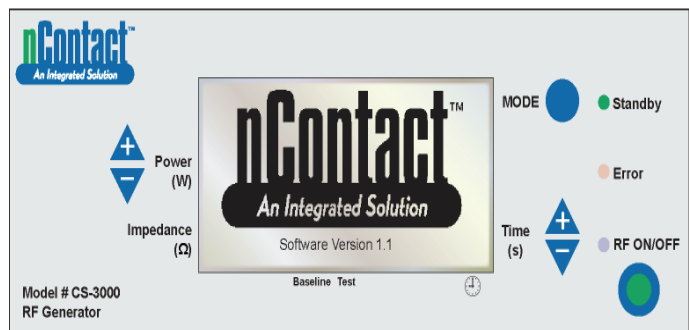 nContact™
An Integrated Solution
Power
(W)
Impedance
(Ω)
Model # CS-3000
RF Generator
nContact™
An Integrated Solution
Software Version 1.1
Baseline Test
MODE
Time
(s)
Standby
Error
RF ON/OFF